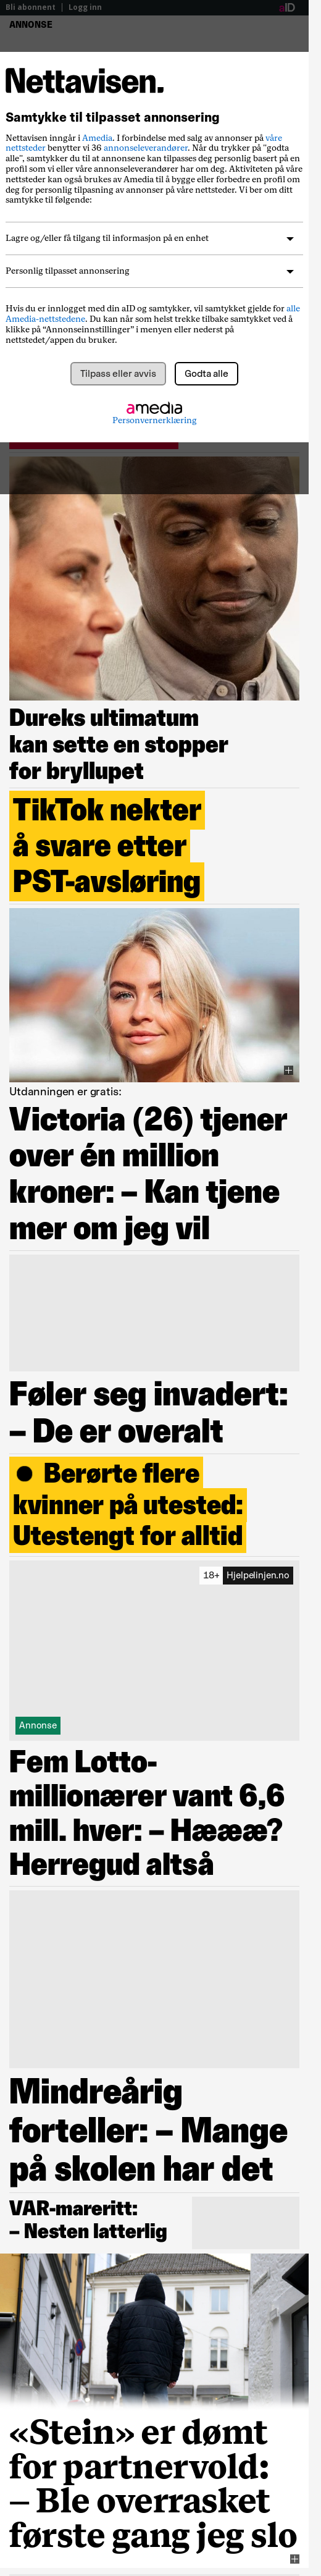 Bli abonnent | Logg inn
aID
ANNONSE
Nettavisen.
Samtykke til tilpasset annonsering
Nettavisen inngår i Amedia. I forbindelse med salg av annonser på våre
nettsteder benytter vi 36 annonseleverandører. Når du trykker på "godta
alle", samtykker du til at annonsene kan tilpasses deg personlig basert på en
profil som vi eller våre annonseleverandører har om deg. Aktiviteten på våre
nettsteder kan også brukes av Amedia til å bygge eller forbedre en profil om
deg for personlig tilpasning av annonser på våre nettsteder. Vi ber om ditt
samtykke til følgende:
Lagre og/eller få tilgang til informasjon på en enhet
Personlig tilpasset annonsering
Hvis du er innlogget med din aID og samtykker, vil samtykket gjelde for alle
Amedia-nettstedene. Du kan når som helst trekke tilbake samtykket ved å
klikke på “Annonseinnstillinger” i menyen eller nederst på
nettstedet/appen du bruker.
Tilpass eller avvis
Godta alle
amedia
Personvernerklæring
Dureks ultimatum
kan sette en stopper
for bryllupet
TikTok nekter
å svare etter
PST-avsløring
Utdanningen er gratis:
Victoria (26) tjener
over én million
kroner: – Kan tjene
mer om jeg vil
Føler seg invadert:
– De er overalt
Berørte flere
kvinner på utested:
Utestengt for alltid
18+ Hjelpelinjen.no
Annonse
Fem Lotto-
millionærer vant 6,6
mill. hver: – Hæææ?
Herregud altså
Mindreårig
forteller: – Mange
på skolen har det
VAR-mareritt:
– Nesten latterlig
«Stein» er dømt
for partnervold:
– Ble overrasket
første gang jeg slo